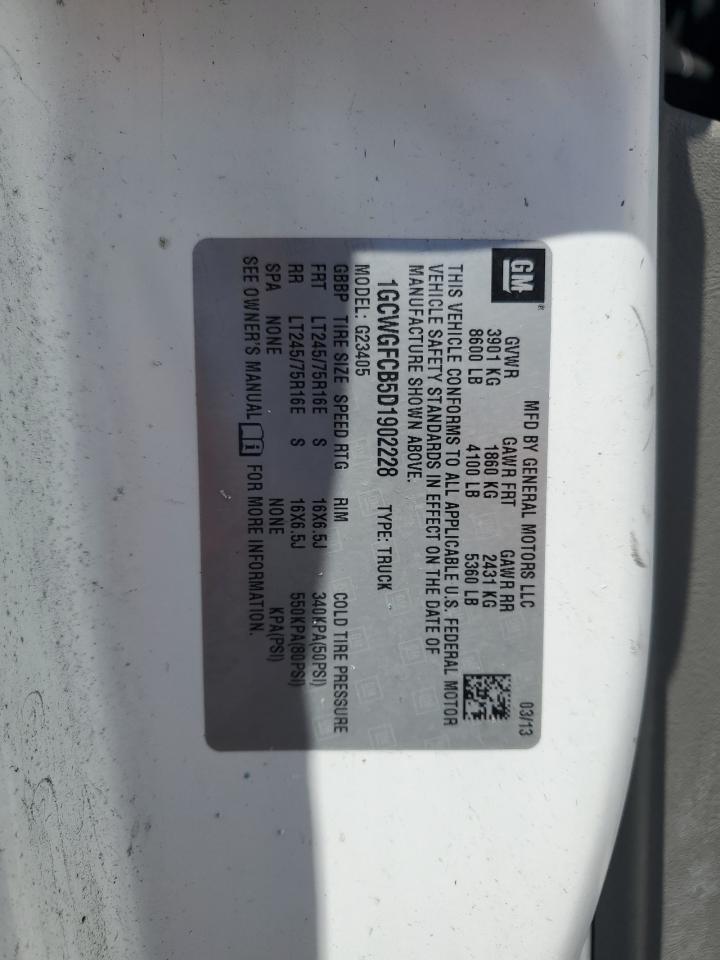 GM®
MFD BY GENERAL MOTORS LLC 03/13
GVWR GAWR FRT GAWR RR
3901 KG 1860 KG 2431 KG
8600 LB 4100 LB 5360 LB
THIS VEHICLE CONFORMS TO ALL APPLICABLE U.S. FEDERAL MOTOR
VEHICLE SAFETY STANDARDS IN EFFECT ON THE DATE OF
MANUFACTURE SHOWN ABOVE.
1GCWGFCB5D1902228 TYPE: TRUCK
MODEL: G23405
GBBP TIRE SIZE SPEED RTG RIM COLD TIRE PRESSURE
FRT LT245/75R16E S 16X6.5J 340KPA(50PSI)
RR LT245/75R16E S 16X6.5J 550KPA(80PSI)
SPA NONE NONE KPA(PSI)
SEE OWNER'S MANUAL i FOR MORE INFORMATION.